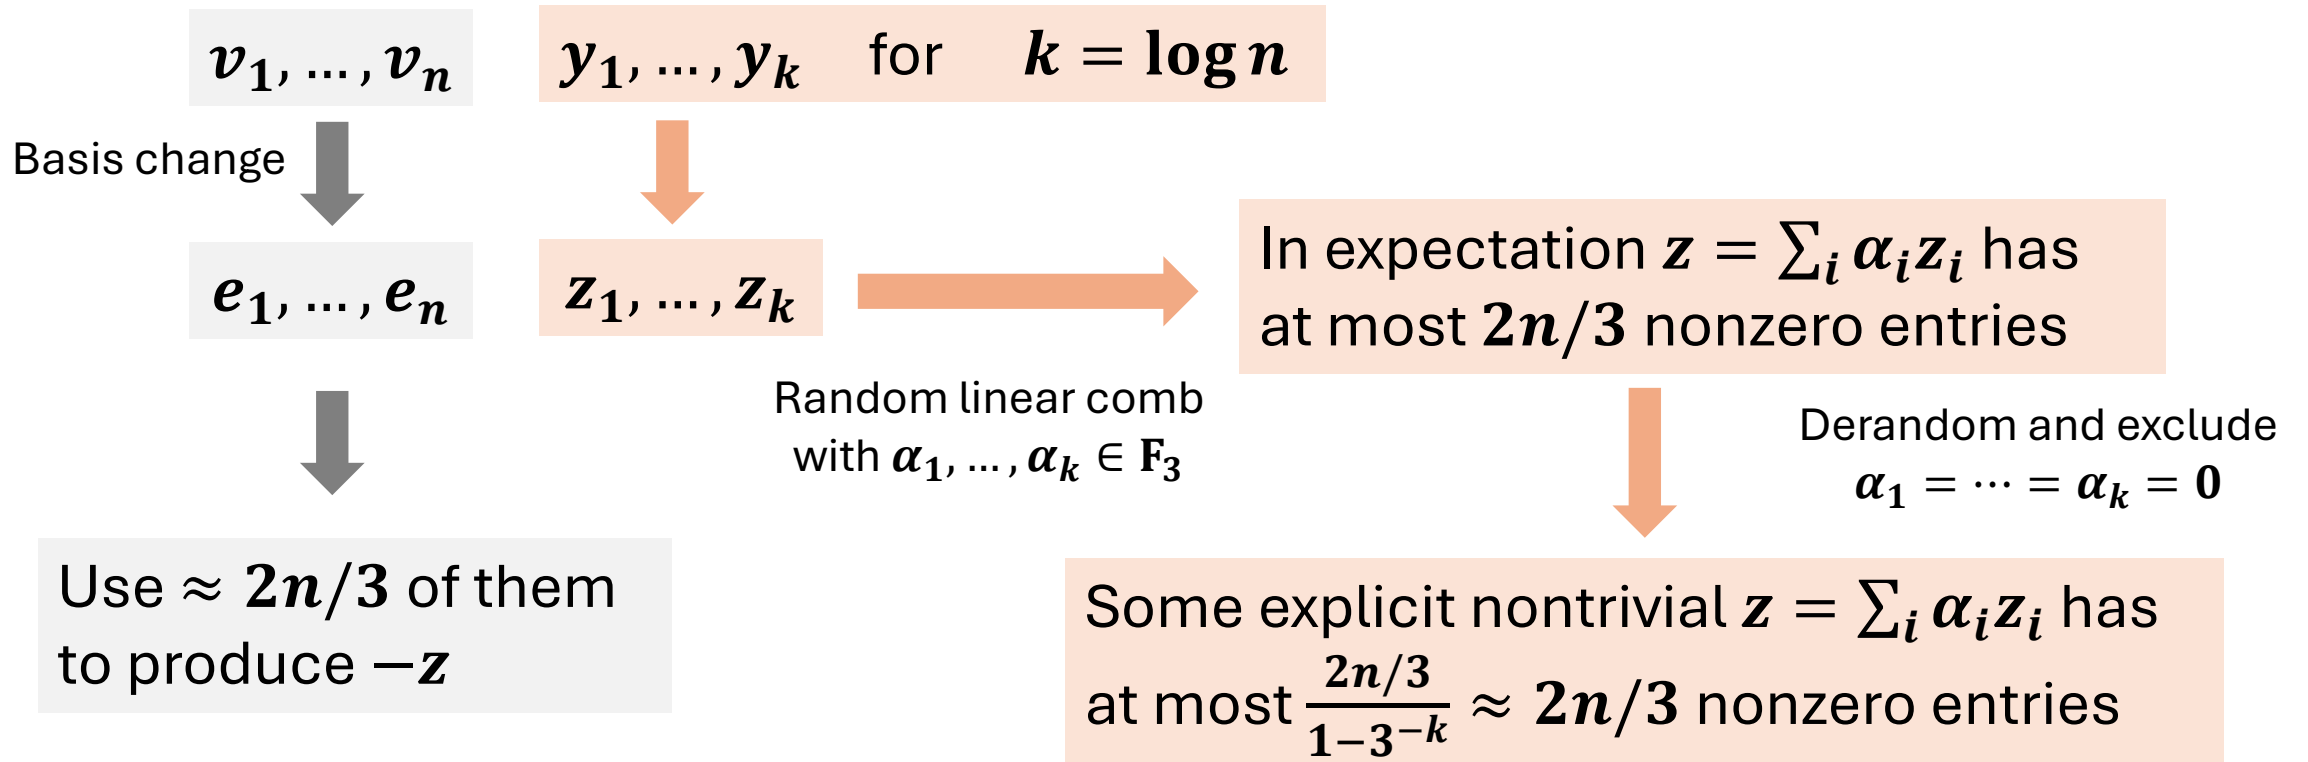 v₁, … , vₙ
y₁, … , yₖ for k = log n
Basis change
e₁, … , eₙ
z₁, … , zₖ
In expectation z = ∑ᵢ αᵢzᵢ has
at most 2n/3 nonzero entries
Random linear comb
with α₁, … , αₖ ∈ F₃
Derandom and exclude
α₁ = ⋯ = αₖ = 0
Use ≈ 2n/3 of them
to produce −z
Some explicit nontrivial z = ∑ᵢ αᵢzᵢ has
at most (2n/3)/(1−3⁻ᵏ) ≈ 2n/3 nonzero entries